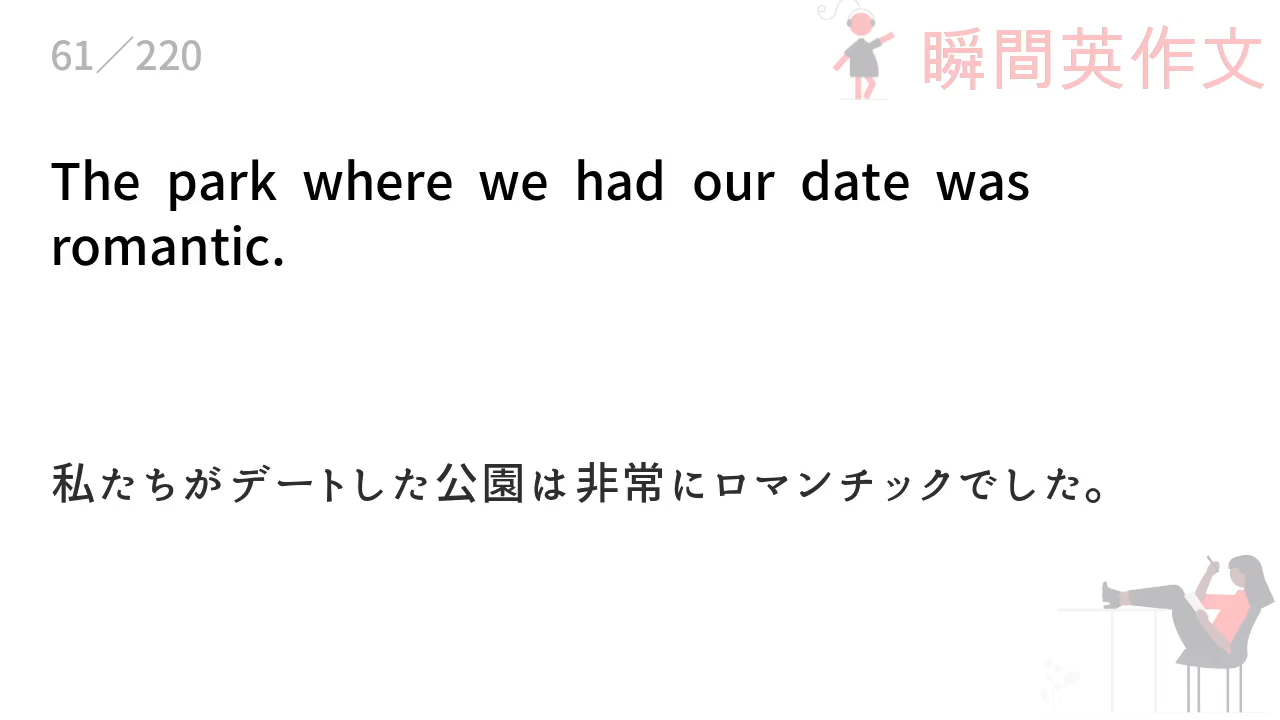 61／220
瞬間英作文
The park where we had our date was
romantic.
私たちがデートした公園は非常にロマンチックでした。